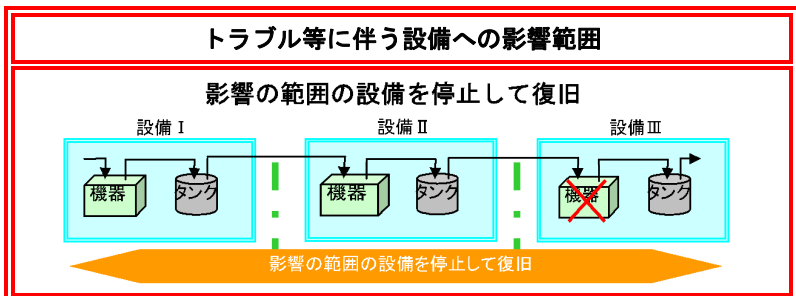 トラブル等に伴う設備への影響範囲
影響の範囲の設備を停止して復旧
設備Ⅰ 設備Ⅱ 設備Ⅲ
機器 タンク 機器 タンク 機器 タンク
影響の範囲の設備を停止して復旧